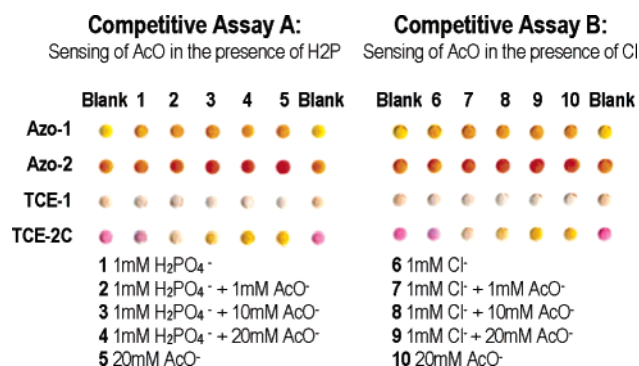 Competitive Assay A:
Sensing of AcO in the presence of H2P
Blank 1 2 3 4 5 Blank
Azo-1
Azo-2
TCE-1
TCE-2C
1 1mM H₂PO₄⁻
2 1mM H₂PO₄⁻ + 1mM AcO⁻
3 1mM H₂PO₄⁻ + 10mM AcO⁻
4 1mM H₂PO₄⁻ + 20mM AcO⁻
5 20mM AcO⁻
Competitive Assay B:
Sensing of AcO in the presence of Cl
Blank 6 7 8 9 10 Blank
6 1mM Cl⁻
7 1mM Cl⁻ + 1mM AcO⁻
8 1mM Cl⁻ + 10mM AcO⁻
9 1mM Cl⁻ + 20mM AcO⁻
10 20mM AcO⁻